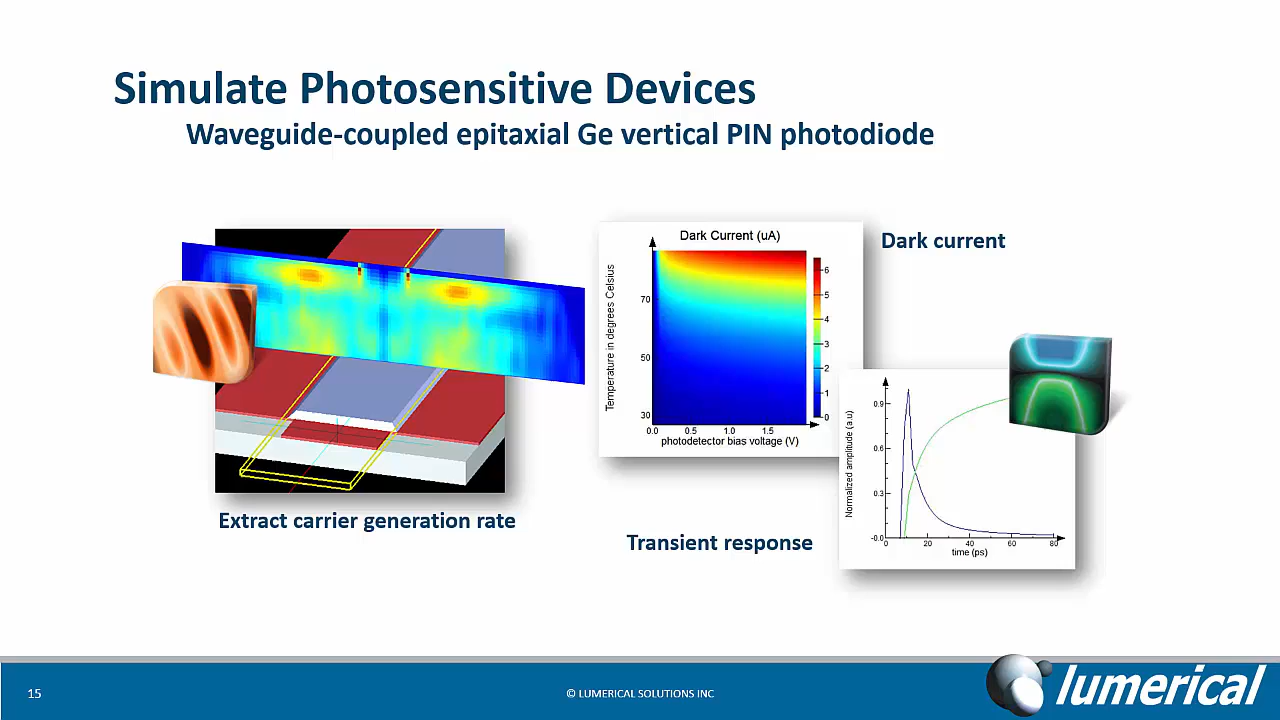 Simulate Photosensitive Devices
Waveguide-coupled epitaxial Ge vertical PIN photodiode
Extract carrier generation rate
Dark Current (uA)
Temperature in degrees Celsius
70
50
30
0.0 0.5 1.0 1.5
photodetector bias voltage (V)
6
5
4
3
2
1
0
Dark current
Transient response
Normalized amplitude (a.u)
0.9
0.6
0.3
-0.0
0 20 40 60 80
time (ps)
15
© LUMERICAL SOLUTIONS INC
lumerical